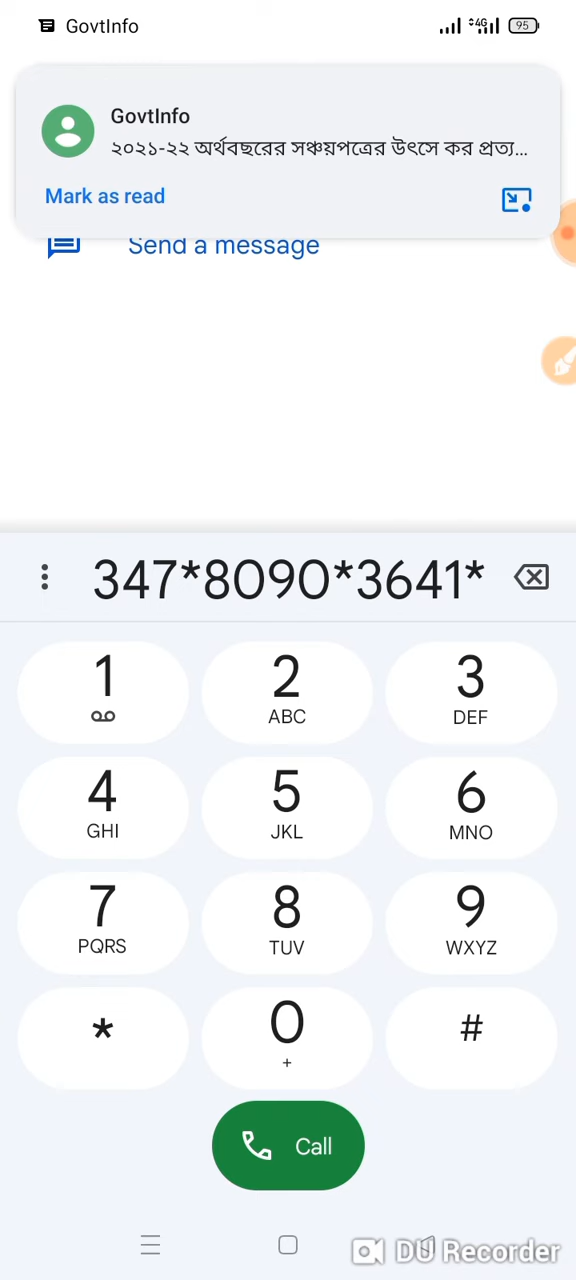 GovtInfo
4G
95
GovtInfo
২০২১-২২ অর্থবছরের সঞ্চয়পত্রের উৎসে কর প্রত্য...
Mark as read
Send a message
347*8090*3641*
1
2
ABC
3
DEF
4
GHI
5
JKL
6
MNO
7
PQRS
8
TUV
9
WXYZ
*
0
+
#
Call
DU Recorder